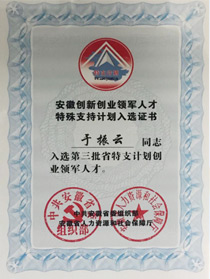 安徽创新创业领军人才
特殊支持计划入选证书
于振云 同志
入选第三批省特支计划创
业领军人才。
中共安徽省委组织部
安徽省人力资源和社会保障厅